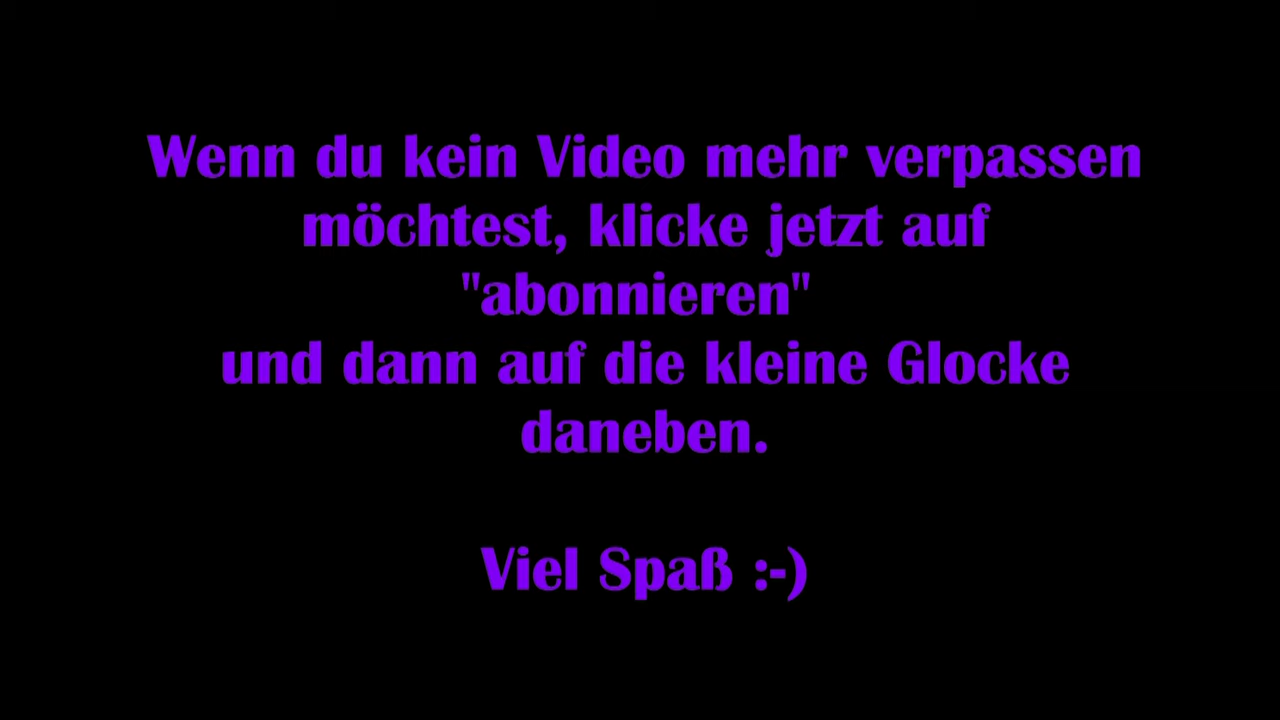 Wenn du kein Video mehr verpassen
möchtest, klicke jetzt auf
"abonnieren"
und dann auf die kleine Glocke
daneben.
Viel Spaß :-)